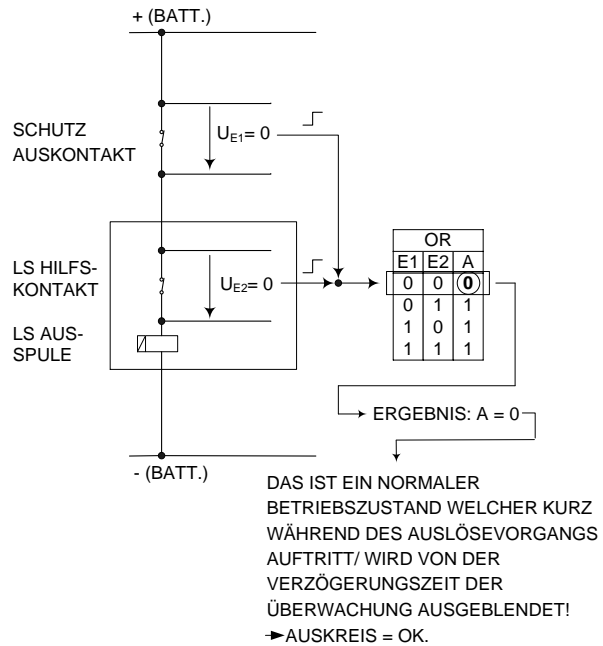 + (BATT.)
SCHUTZ
AUSKONTAKT
UE1= 0
LS HILFS-
KONTAKT
UE2= 0
LS AUS-
SPULE
OR
E1 E2 A
0 0 0
0 1 1
1 0 1
1 1 1
ERGEBNIS: A = 0
- (BATT.)
DAS IST EIN NORMALER
BETRIEBSZUSTAND WELCHER KURZ
WÄHREND DES AUSLÖSEVORGANGS
AUFTRITT/ WIRD VON DER
VERZÖGERUNGSZEIT DER
ÜBERWACHUNG AUSGEBLENDET!
AUSKREIS = OK.